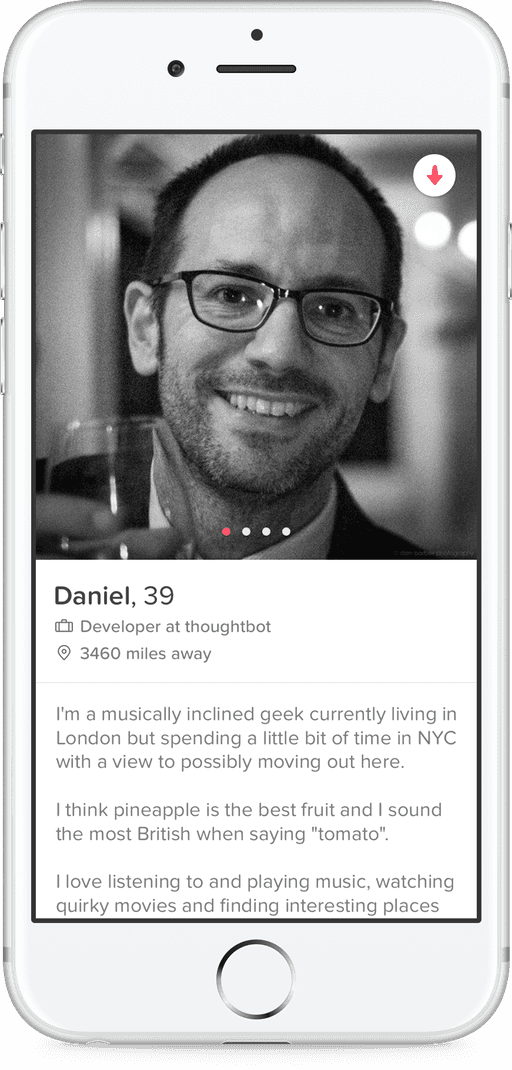 © dan barker photography
Daniel, 39
Developer at thoughtbot
3460 miles away
I'm a musically inclined geek currently living in
London but spending a little bit of time in NYC
with a view to possibly moving out here.
I think pineapple is the best fruit and I sound
the most British when saying "tomato".
I love listening to and playing music, watching
quirky movies and finding interesting places